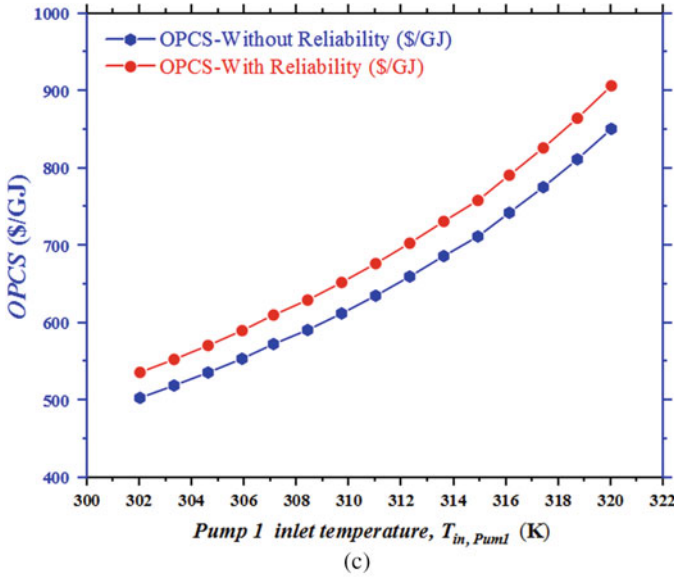 1000
900
800
700
600
500
400
OPCS ($/GJ)
OPCS-Without Reliability ($/GJ)
OPCS-With Reliability ($/GJ)
300 302 304 306 308 310 312 314 316 318 320 322
Pump 1 inlet temperature, T_in, Pum1 (K)
(c)